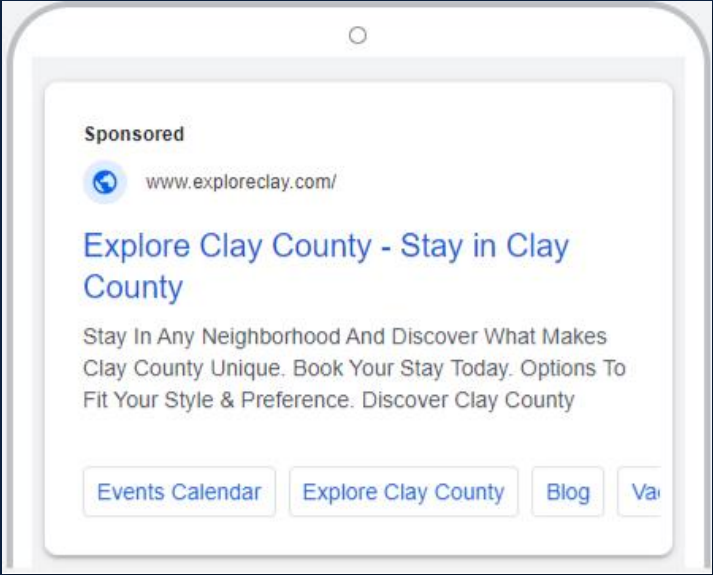 Sponsored
www.exploreclay.com/
Explore Clay County - Stay in Clay
County
Stay In Any Neighborhood And Discover What Makes
Clay County Unique. Book Your Stay Today. Options To
Fit Your Style & Preference. Discover Clay County
Events Calendar Explore Clay County Blog